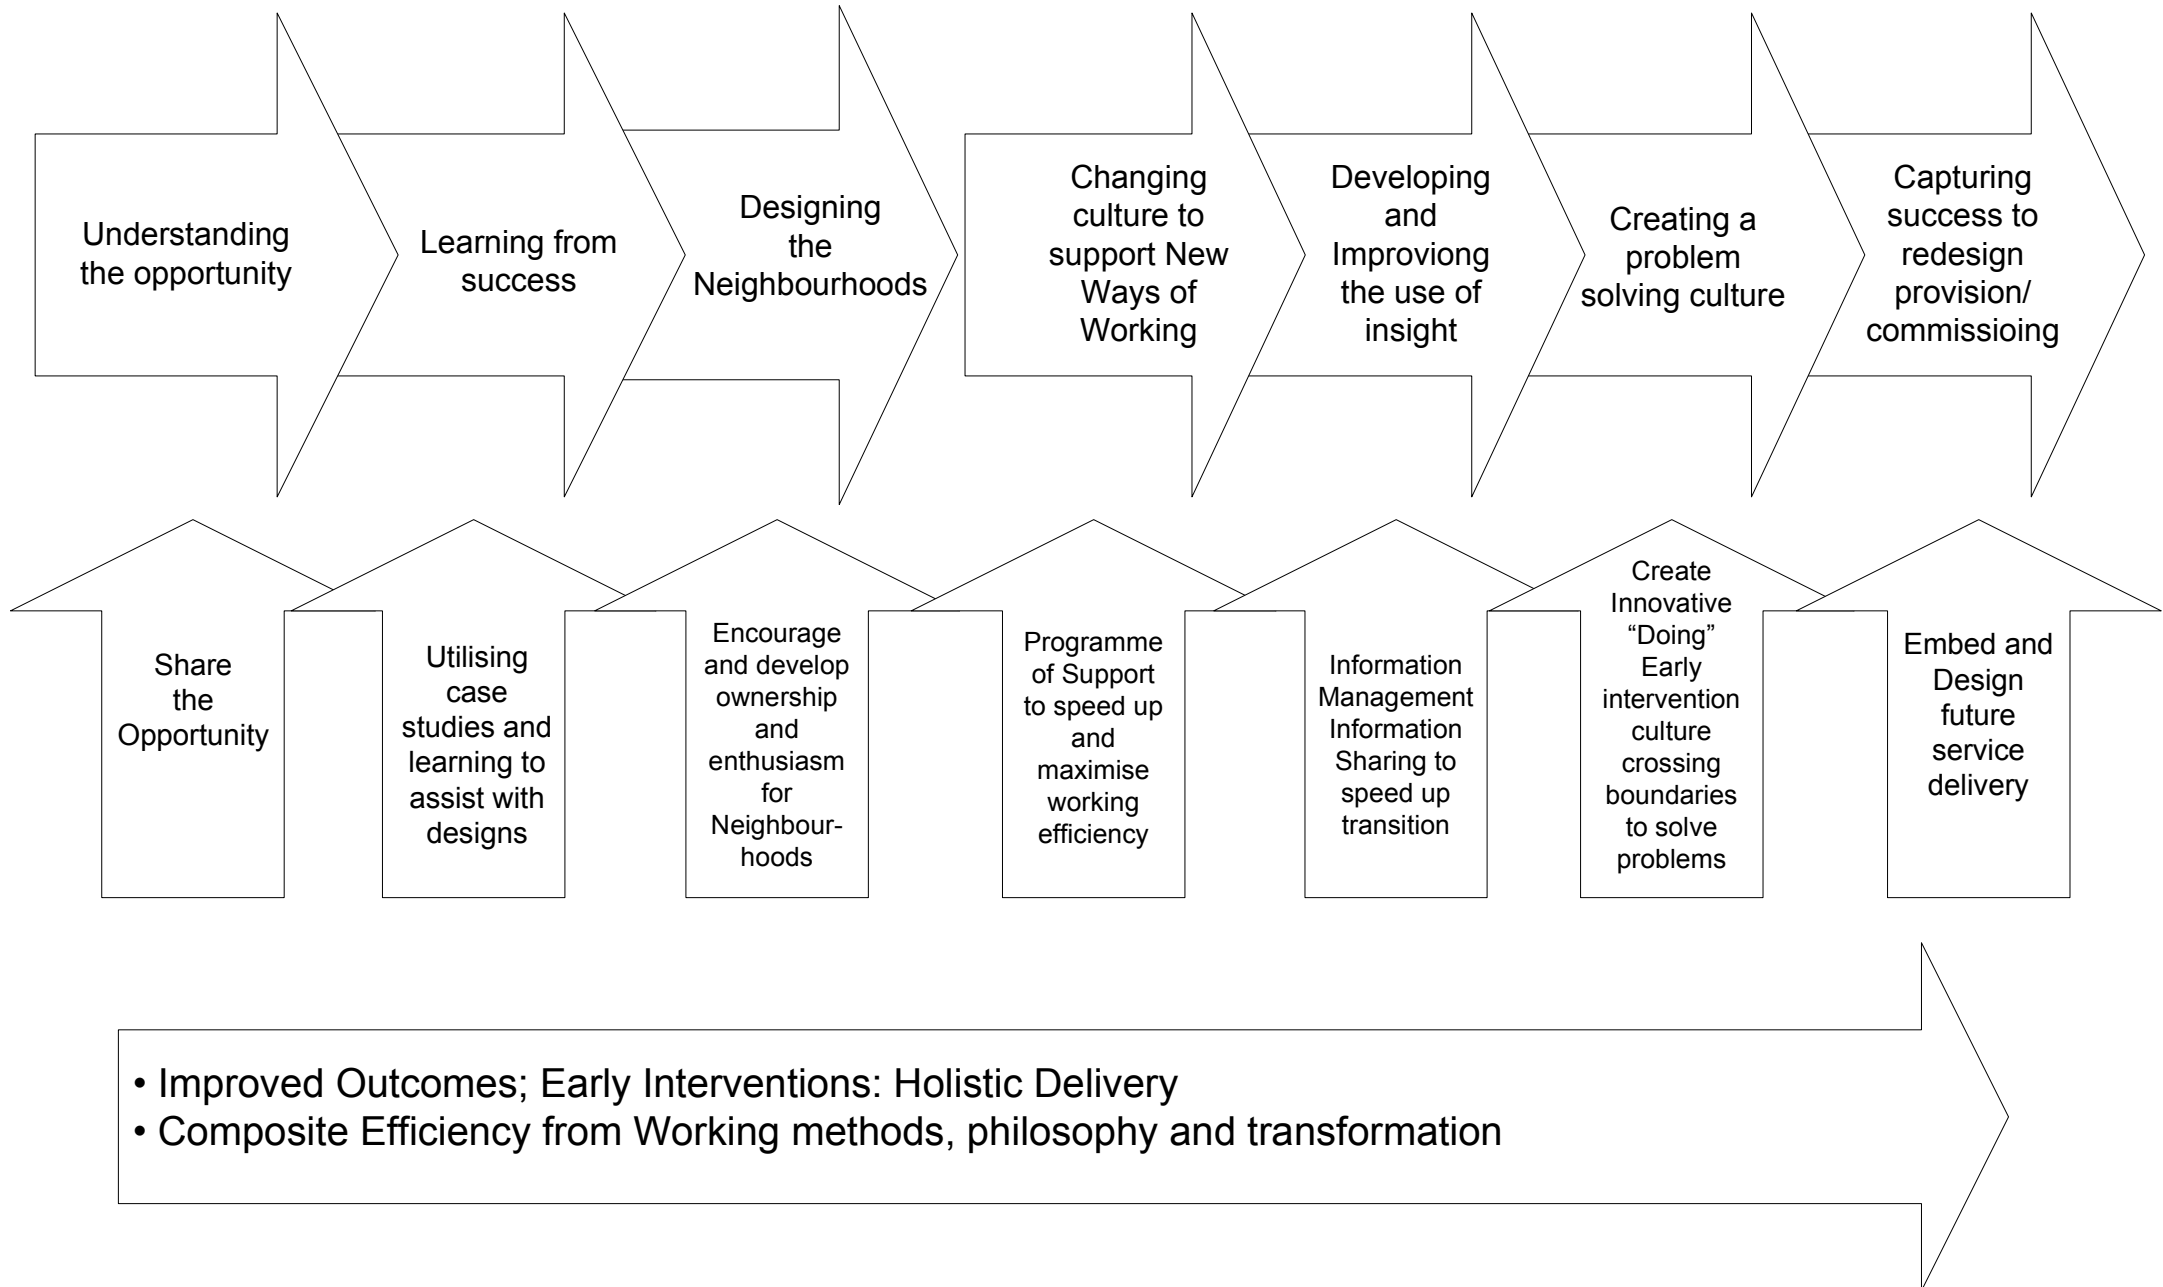 Understanding
the opportunity
Learning from
success
Designing
the
Neighbourhoods
Changing
culture to
support New
Ways of
Working
Developing
and
Improviong
the use of
insight
Creating a
problem
solving culture
Capturing
success to
redesign
provision/
commissioing
Share
the
Opportunity
Utilising
case
studies and
learning to
assist with
designs
Encourage
and develop
ownership
and
enthusiasm
for
Neighbour-
hoods
Programme
of Support
to speed up
and
maximise
working
efficiency
Information
Management
Information
Sharing to
speed up
transition
Create
Innovative
“Doing”
Early
intervention
culture
crossing
boundaries
to solve
problems
Embed and
Design
future
service
delivery
• Improved Outcomes; Early Interventions: Holistic Delivery
• Composite Efficiency from Working methods, philosophy and transformation